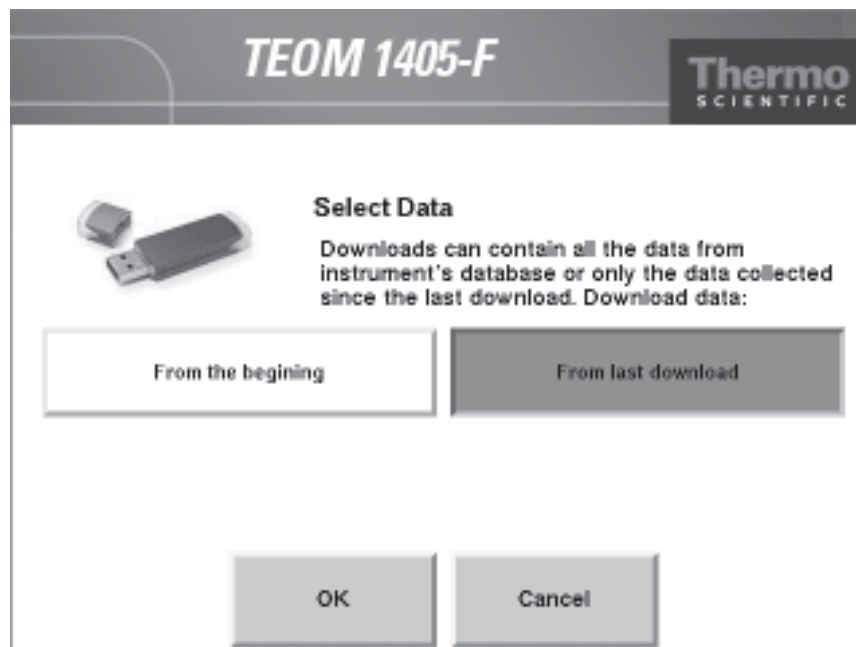 TEOM 1405-F
Thermo
SCIENTIFIC
Select Data
Downloads can contain all the data from
instrument's database or only the data collected
since the last download. Download data:
From the begining
From last download
OK
Cancel